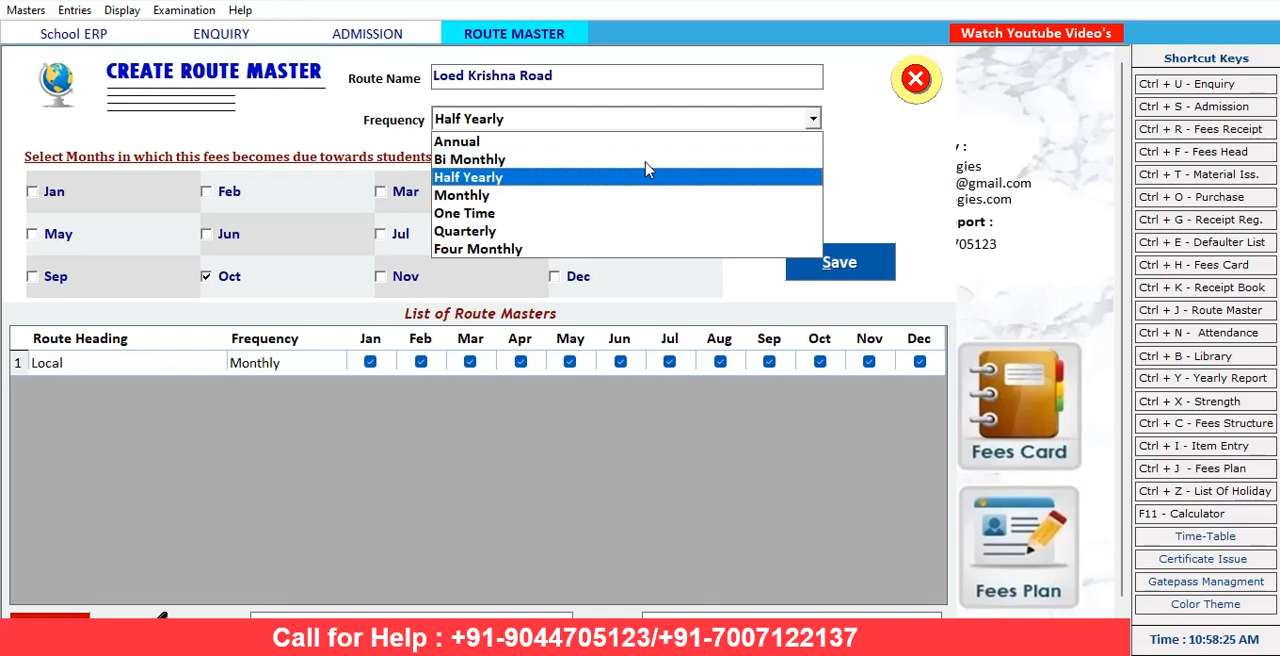 Masters Entries Display Examination Help
School ERP ENQUIRY ADMISSION ROUTE MASTER Watch Youtube Video's
CREATE ROUTE MASTER
Route Name Loed Krishna Road
Frequency Half Yearly
Annual
Bi Monthly
Half Yearly
Monthly
One Time
Quarterly
Four Monthly
Select Months in which this fees becomes due towards students
Jan Feb Mar
May Jun Jul
Sep Oct Nov Dec
Save
y :
gies
@gmail.com
egies.com
port :
705123
List of Route Masters
Route Heading Frequency Jan Feb Mar Apr May Jun Jul Aug Sep Oct Nov Dec
1 Local Monthly
Fees Card
Fees Plan
Shortcut Keys
Ctrl + U - Enquiry
Ctrl + S - Admission
Ctrl + R - Fees Receipt
Ctrl + F - Fees Head
Ctrl + T - Material Iss.
Ctrl + O - Purchase
Ctrl + G - Receipt Reg.
Ctrl + E - Defaulter List
Ctrl + H - Fees Card
Ctrl + K - Receipt Book
Ctrl + J - Route Master
Ctrl + N - Attendance
Ctrl + B - Library
Ctrl + Y - Yearly Report
Ctrl + X - Strength
Ctrl + C - Fees Structure
Ctrl + I - Item Entry
Ctrl + J - Fees Plan
Ctrl + Z - List Of Holiday
F11 - Calculator
Time-Table
Certificate Issue
Gatepass Managment
Color Theme
Call for Help : +91-9044705123/+91-7007122137
Time : 10:58:25 AM